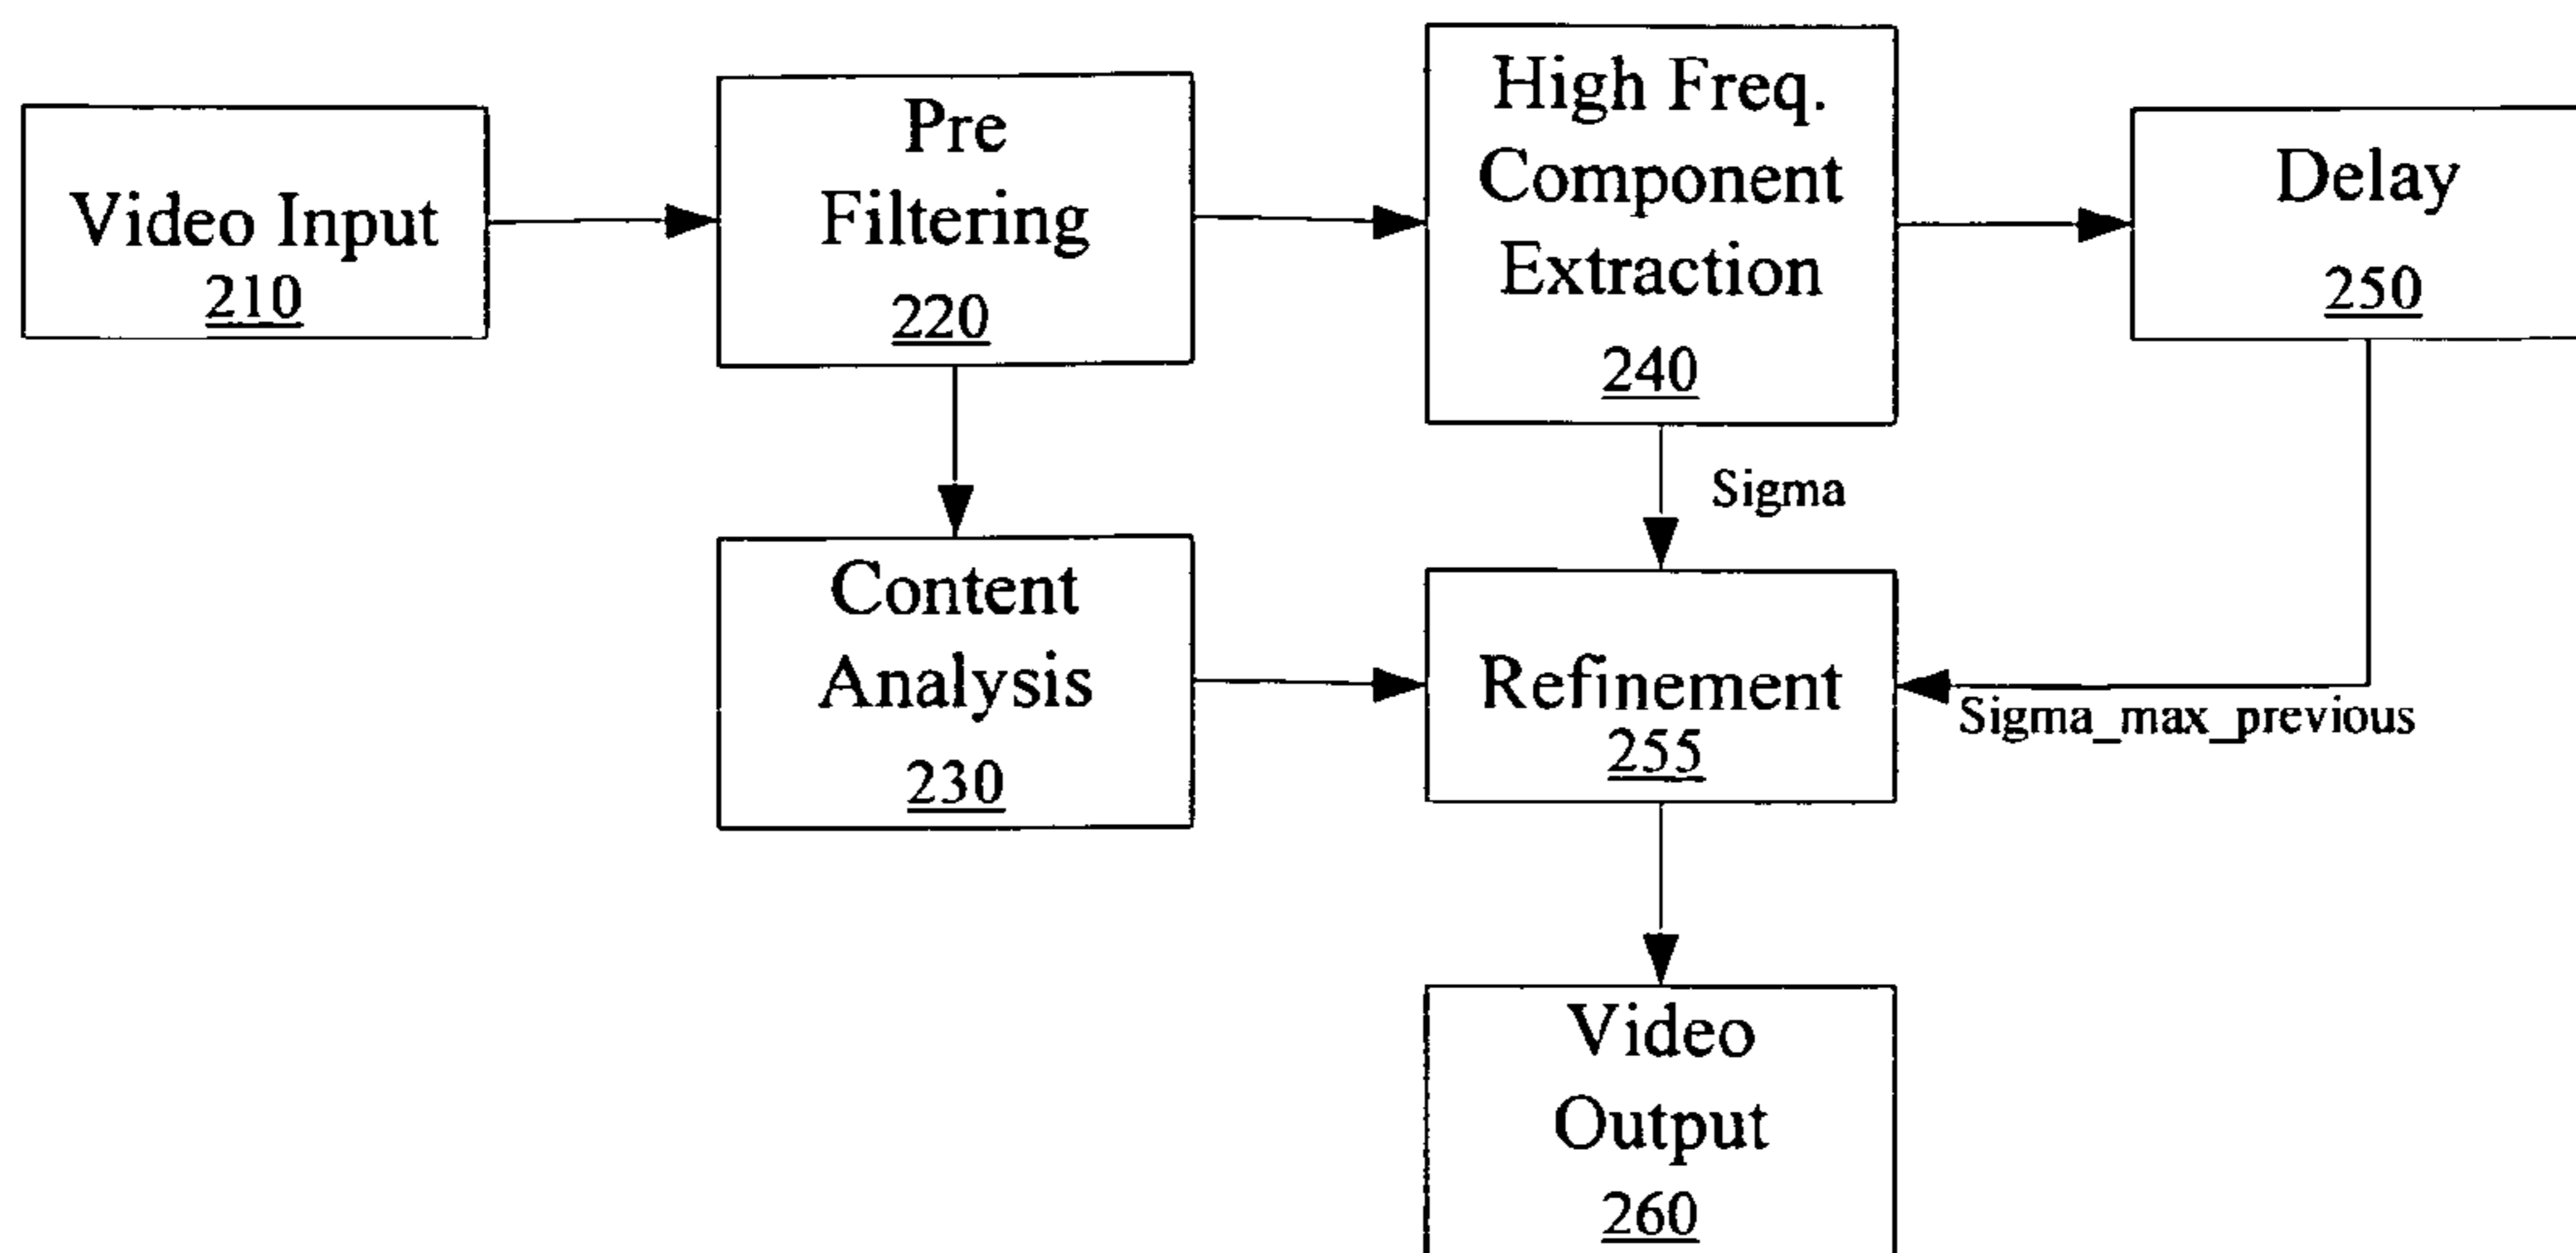 Video Input
210
Pre
Filtering
220
High Freq.
Component
Extraction
240
Delay
250
Sigma
Content
Analysis
230
Refinement
255
Sigma_max_previous
Video
Output
260